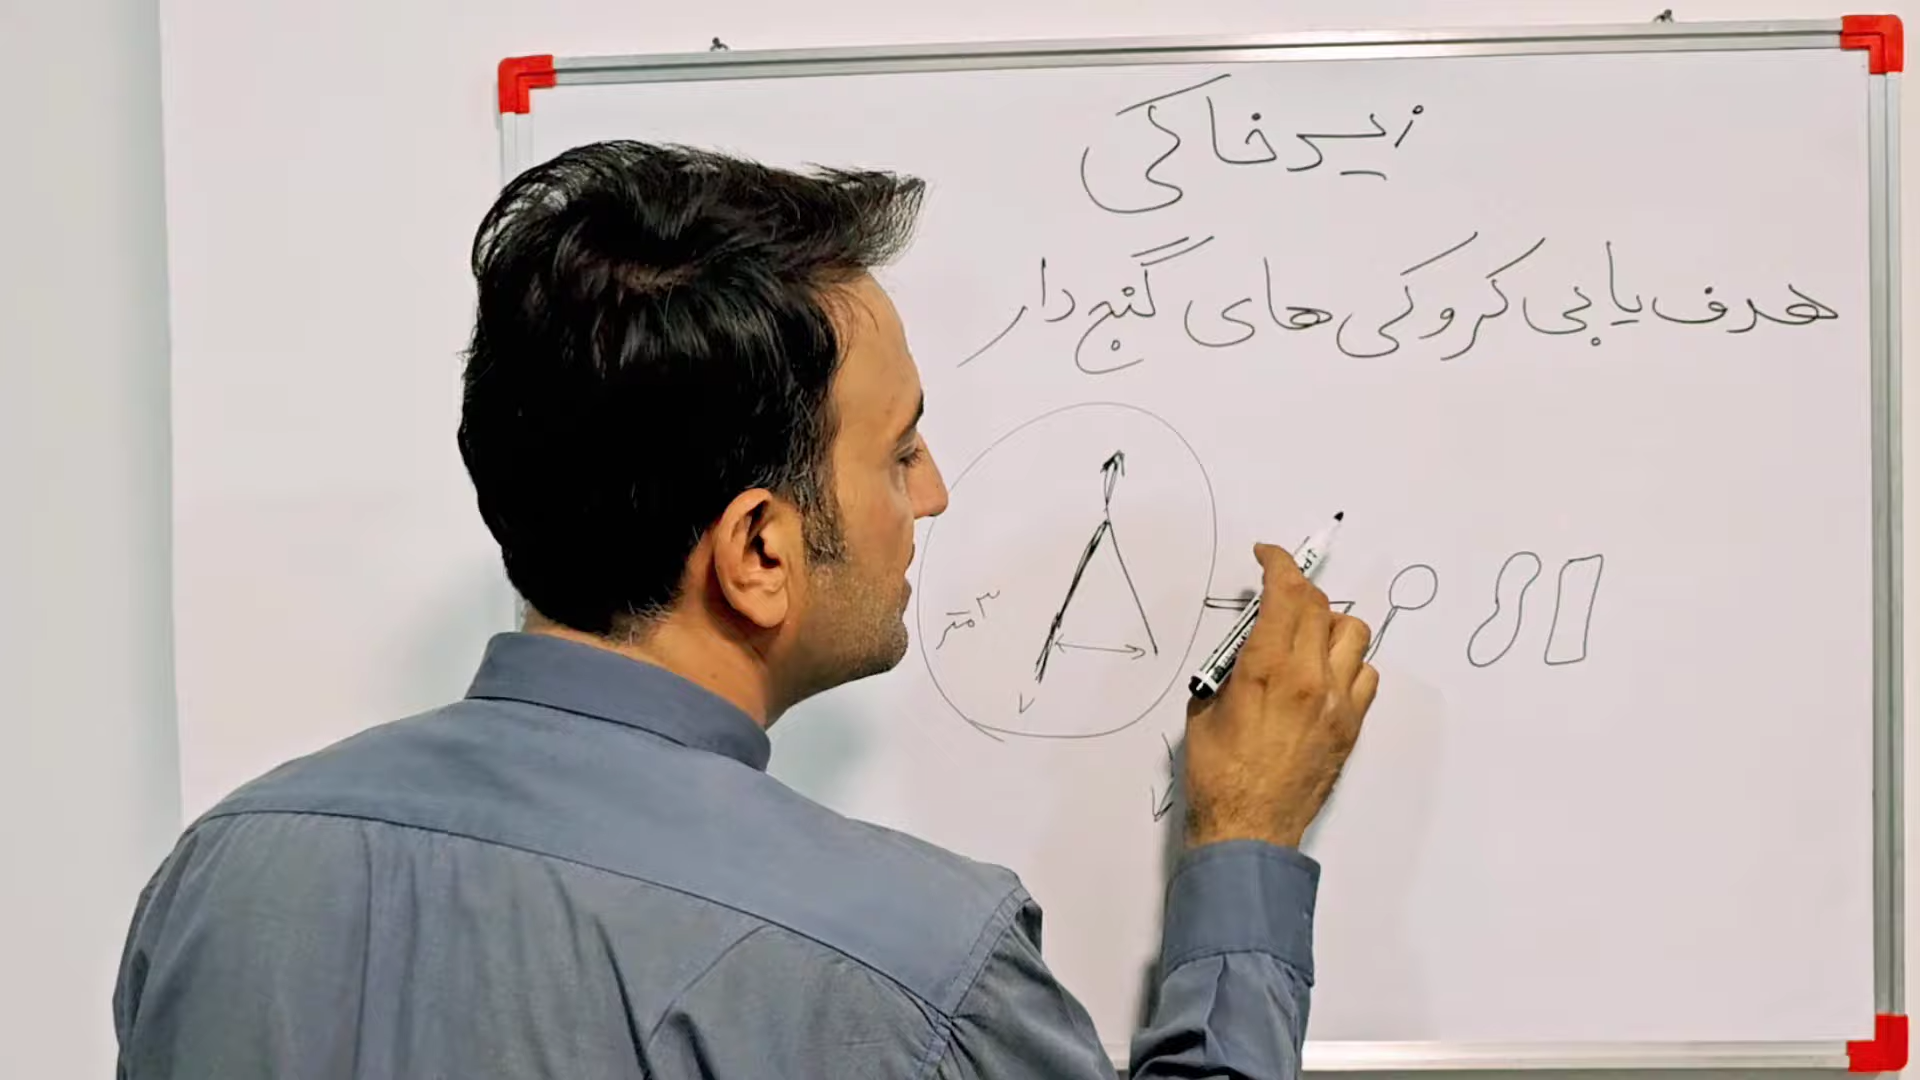 زیرخاکی
هدف یابی کروکی های گنج دار
۳ متر